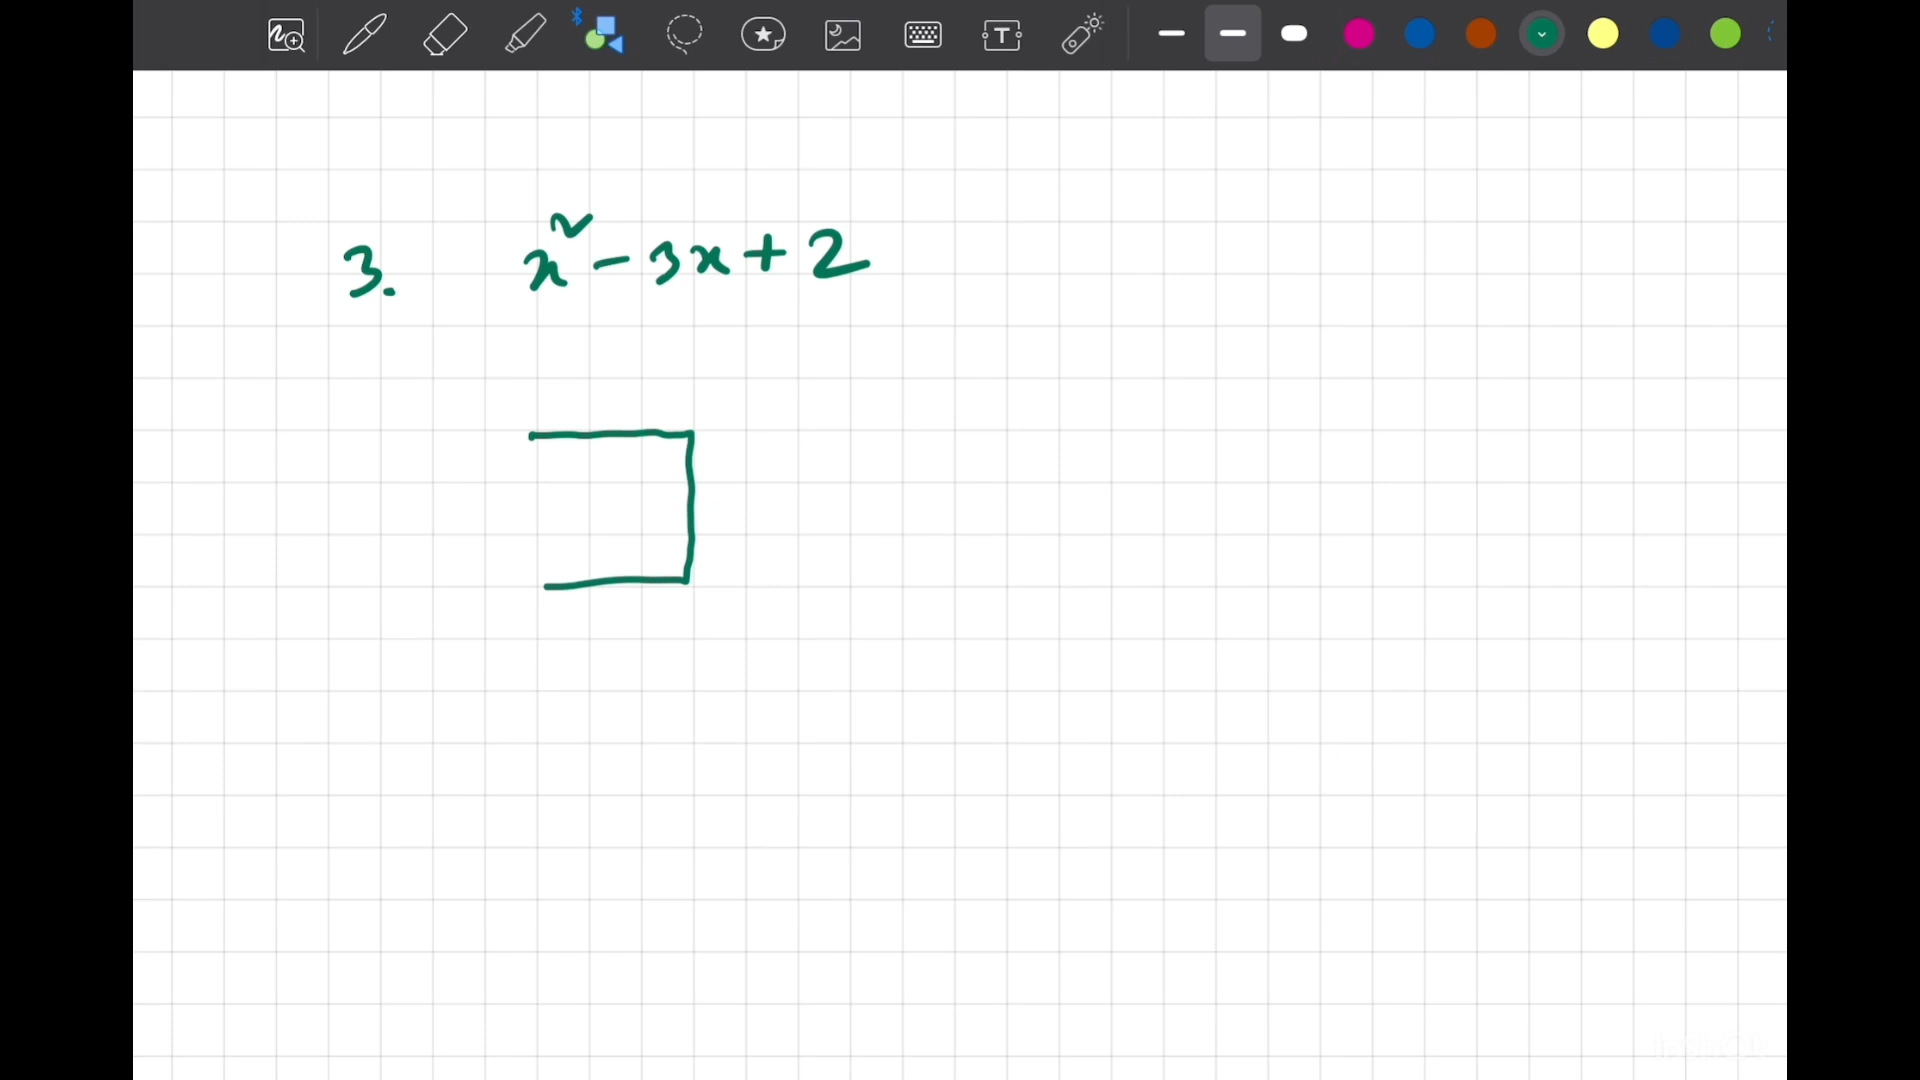 3. x² - 3x + 2